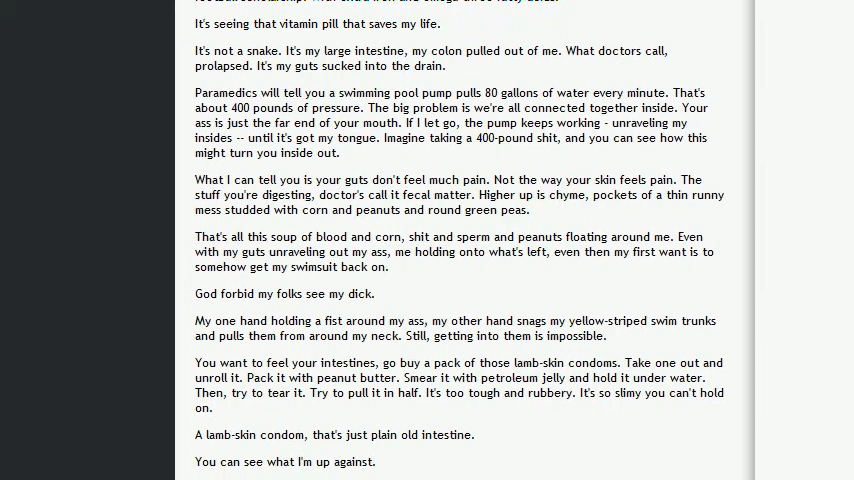 It's seeing that vitamin pill that saves my life.
It's not a snake. It's my large intestine, my colon pulled out of me. What doctors call,
prolapsed. It's my guts sucked into the drain.
Paramedics will tell you a swimming pool pump pulls 80 gallons of water every minute. That's
about 400 pounds of pressure. The big problem is we're all connected together inside. Your
ass is just the far end of your mouth. If I let go, the pump keeps working - unraveling my
insides -- until it's got my tongue. Imagine taking a 400-pound shit, and you can see how this
might turn you inside out.
What I can tell you is your guts don't feel much pain. Not the way your skin feels pain. The
stuff you're digesting, doctor's call it fecal matter. Higher up is chyme, pockets of a thin runny
mess studded with corn and peanuts and round green peas.
That's all this soup of blood and corn, shit and sperm and peanuts floating around me. Even
with my guts unraveling out my ass, me holding onto what's left, even then my first want is to
somehow get my swimsuit back on.
God forbid my folks see my dick.
My one hand holding a fist around my ass, my other hand snags my yellow-striped swim trunks
and pulls them from around my neck. Still, getting into them is impossible.
You want to feel your intestines, go buy a pack of those lamb-skin condoms. Take one out and
unroll it. Pack it with peanut butter. Smear it with petroleum jelly and hold it under water.
Then, try to tear it. Try to pull it in half. It's too tough and rubbery. It's so slimy you can't hold
on.
A lamb-skin condom, that's just plain old intestine.
You can see what I'm up against.